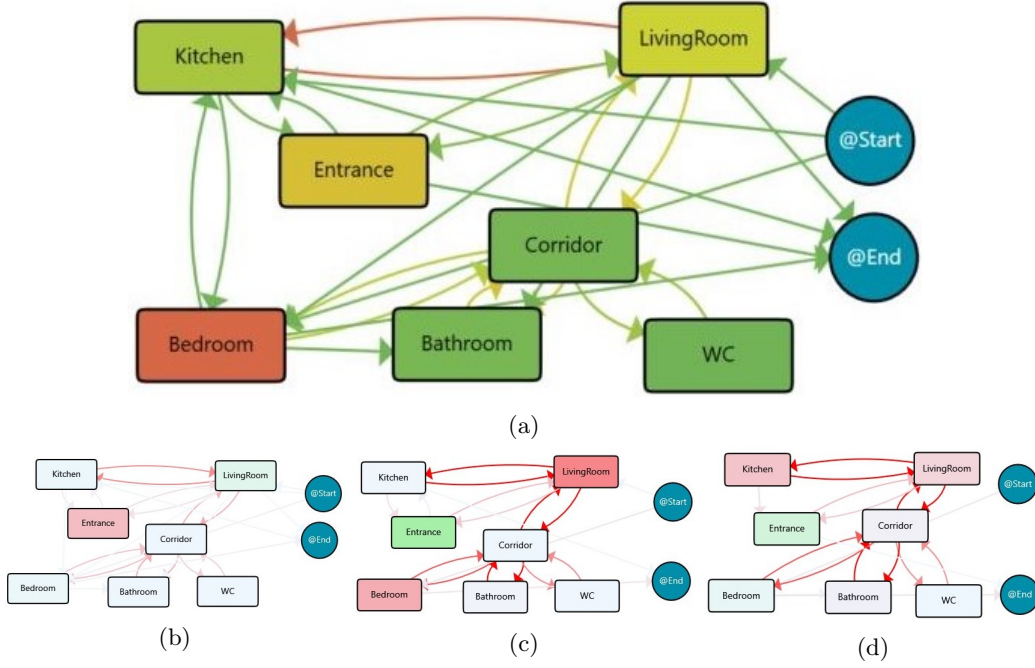 Kitchen
LivingRoom
@Start
Entrance
Corridor
@End
Bedroom
Bathroom
WC
(a)
Kitchen
LivingRoom
@Start
Entrance
Corridor
@End
Bedroom
Bathroom
WC
(b)
Kitchen
LivingRoom
@Start
Entrance
Corridor
@End
Bedroom
Bathroom
WC
(c)
Kitchen
LivingRoom
@Start
Entrance
Corridor
Bedroom
Bathroom
WC
@End
(d)